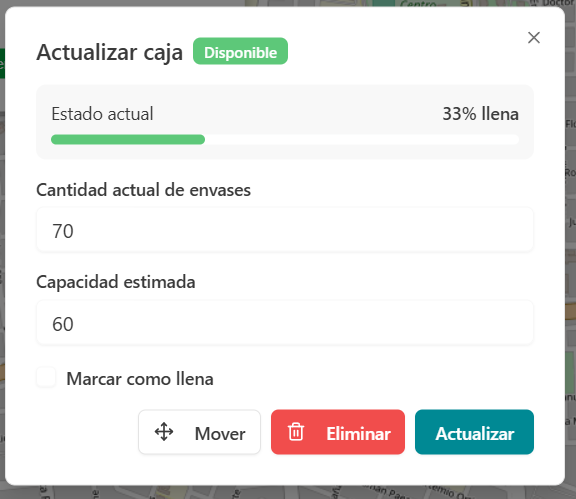 Actualizar caja Disponible
Estado actual 33% llena
Cantidad actual de envases
70
Capacidad estimada
60
Marcar como llena
Mover Eliminar Actualizar